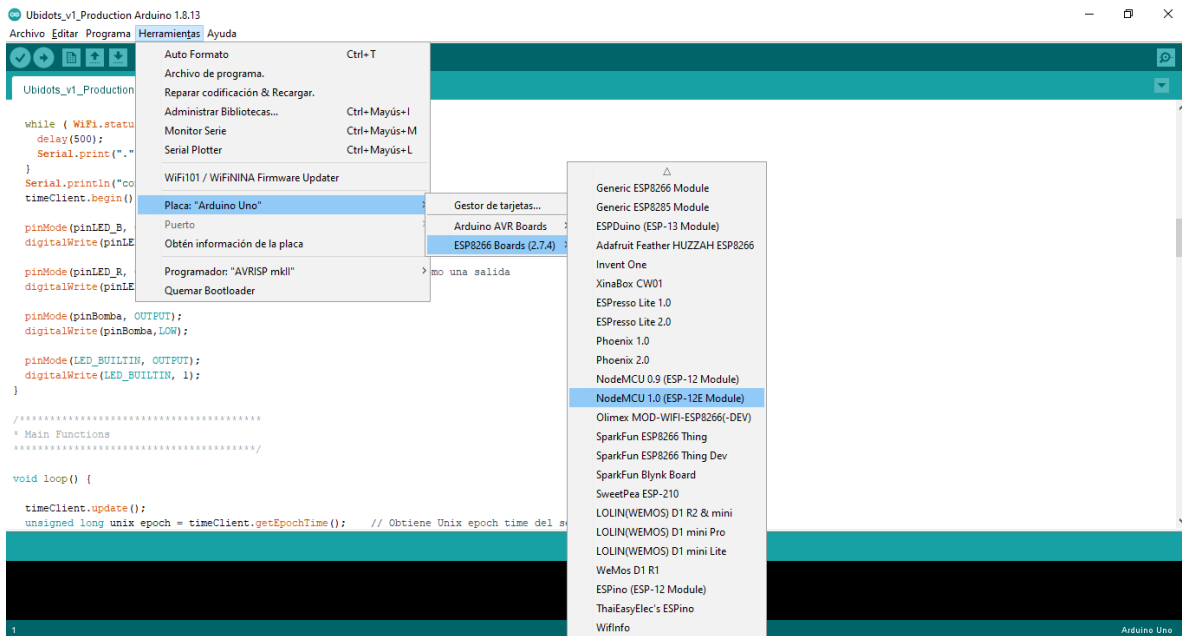 Ubidots_v1_Production Arduino 1.8.13
Archivo Editar Programa Herramientas Ayuda
Ubidots_v1_Production
Auto Formato Ctrl+T
Archivo de programa.
Reparar codificación & Recargar.
Administrar Bibliotecas... Ctrl+Mayús+I
Monitor Serie Ctrl+Mayús+M
Serial Plotter Ctrl+Mayús+L
WiFi101 / WiFiNINA Firmware Updater
Placa: "Arduino Uno"
Puerto
Obtén información de la placa
Programador: "AVRISP mkII"
Quemar Bootloader
Gestor de tarjetas...
Arduino AVR Boards
ESP8266 Boards (2.7.4)
Generic ESP8266 Module
Generic ESP8285 Module
ESPDuino (ESP-13 Module)
Adafruit Feather HUZZAH ESP8266
Invent One
XinaBox CW01
ESPresso Lite 1.0
ESPresso Lite 2.0
Phoenix 1.0
Phoenix 2.0
NodeMCU 0.9 (ESP-12 Module)
NodeMCU 1.0 (ESP-12E Module)
Olimex MOD-WIFI-ESP8266(-DEV)
SparkFun ESP8266 Thing
SparkFun ESP8266 Thing Dev
SparkFun Blynk Board
SweetPea ESP-210
LOLIN(WEMOS) D1 R2 & mini
LOLIN(WEMOS) D1 mini Pro
LOLIN(WEMOS) D1 mini Lite
WeMos D1 R1
ESPino (ESP-12 Module)
ThaiEasyElec's ESPino
WifInfo
while ( WiFi.statu
delay(500);
Serial.print("."
}
Serial.println("co
timeClient.begin()
pinMode(pinLED_B,
digitalWrite(pinLE
pinMode(pinLED_R, mo una salida
digitalWrite(pinLE
pinMode(pinBomba, OUTPUT);
digitalWrite(pinBomba,LOW);
pinMode(LED_BUILTIN, OUTPUT);
digitalWrite(LED_BUILTIN, 1);
}
/****************************************
* Main Functions
****************************************/
void loop() {
timeClient.update();
unsigned long unix epoch = timeClient.getEpochTime(); // Obtiene Unix epoch time del se
1 Arduino Uno